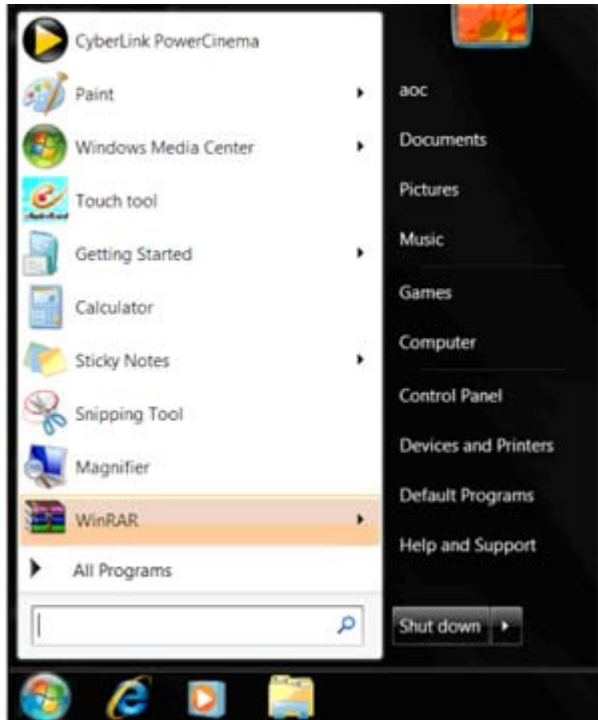 CyberLink PowerCinema
Paint
Windows Media Center
Touch tool
Getting Started
Calculator
Sticky Notes
Snipping Tool
Magnifier
WinRAR
All Programs
aoc
Documents
Pictures
Music
Games
Computer
Control Panel
Devices and Printers
Default Programs
Help and Support
Shut down